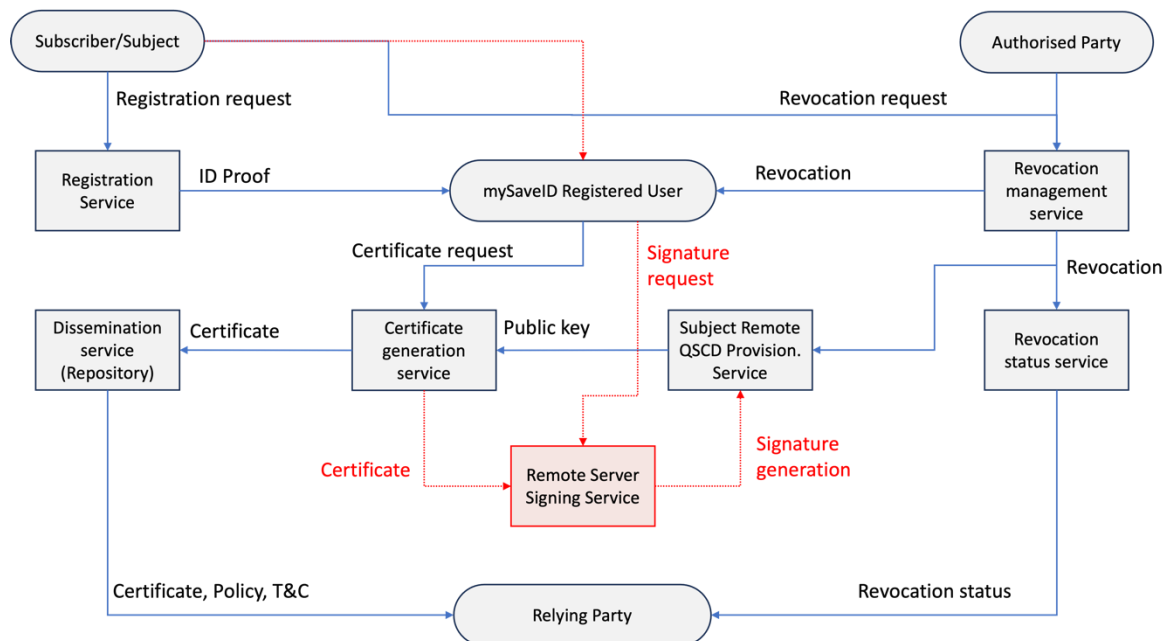 Subscriber/Subject
Authorised Party
Registration request
Revocation request
Registration
Service
ID Proof
mySaveID Registered User
Revocation
Revocation
management
service
Certificate request
Signature
request
Revocation
Dissemination
service
(Repository)
Certificate
Certificate
generation
service
Public key
Subject Remote
QSCD Provision.
Service
Revocation
status service
Certificate
Remote Server
Signing Service
Signature
generation
Certificate, Policy, T&C
Relying Party
Revocation status